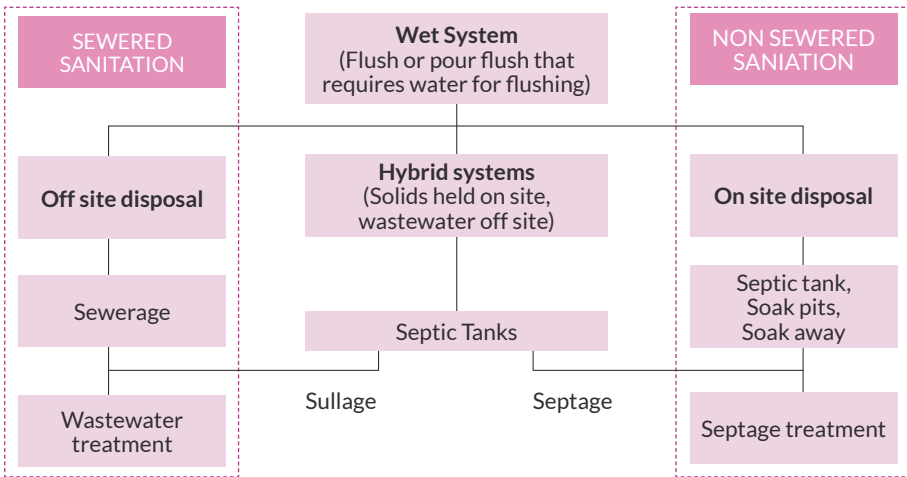 SEWERED
SANITATION
Wet System
(Flush or pour flush that
requires water for flushing)
NON SEWERED
SANIATION
Off site disposal
Hybrid systems
(Solids held on site,
wastewater off site)
On site disposal
Sewerage
Septic Tanks
Septic tank,
Soak pits,
Soak away
Sullage
Septage
Wastewater
treatment
Septage treatment